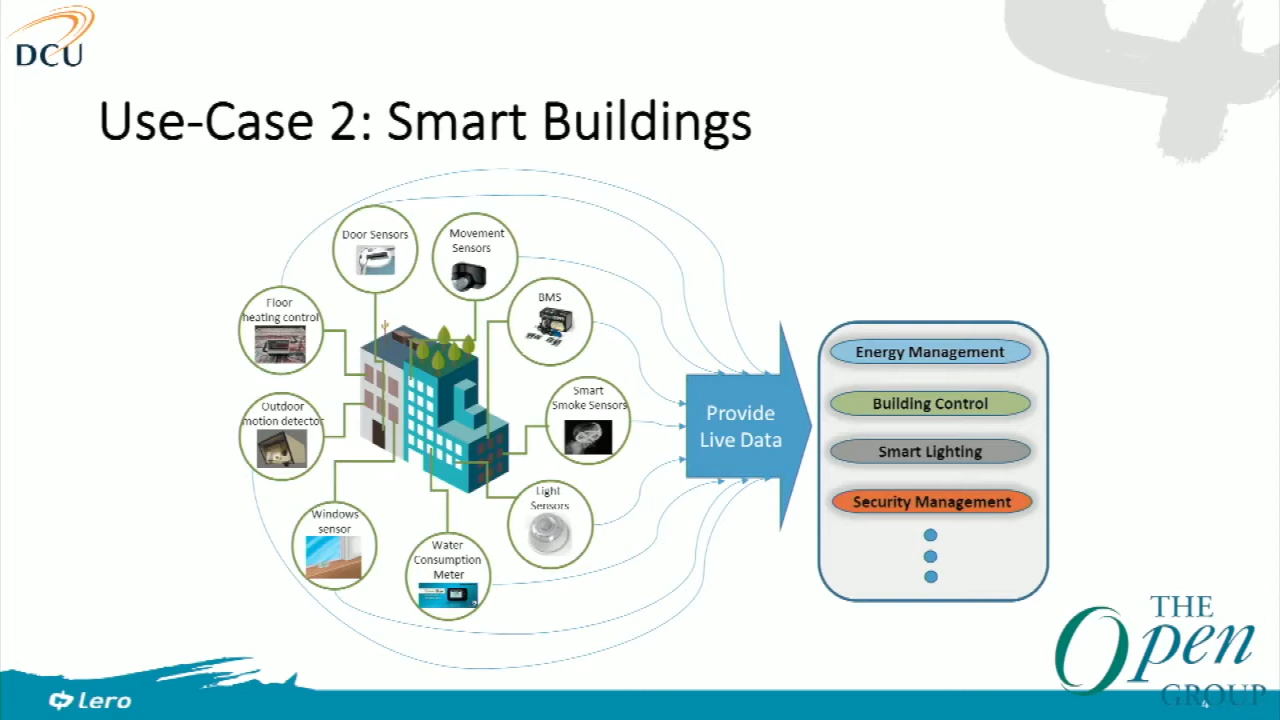 DCU
Use-Case 2: Smart Buildings
Door Sensors
Movement
Sensors
BMS
Floor
heating control
Smart
Smoke Sensors
Outdoor
motion detector
Light
Sensors
Windows
sensor
Water
Consumption
Meter
Provide
Live Data
Energy Management
Building Control
Smart Lighting
Security Management
THE
Open
GROUP
Lero
4